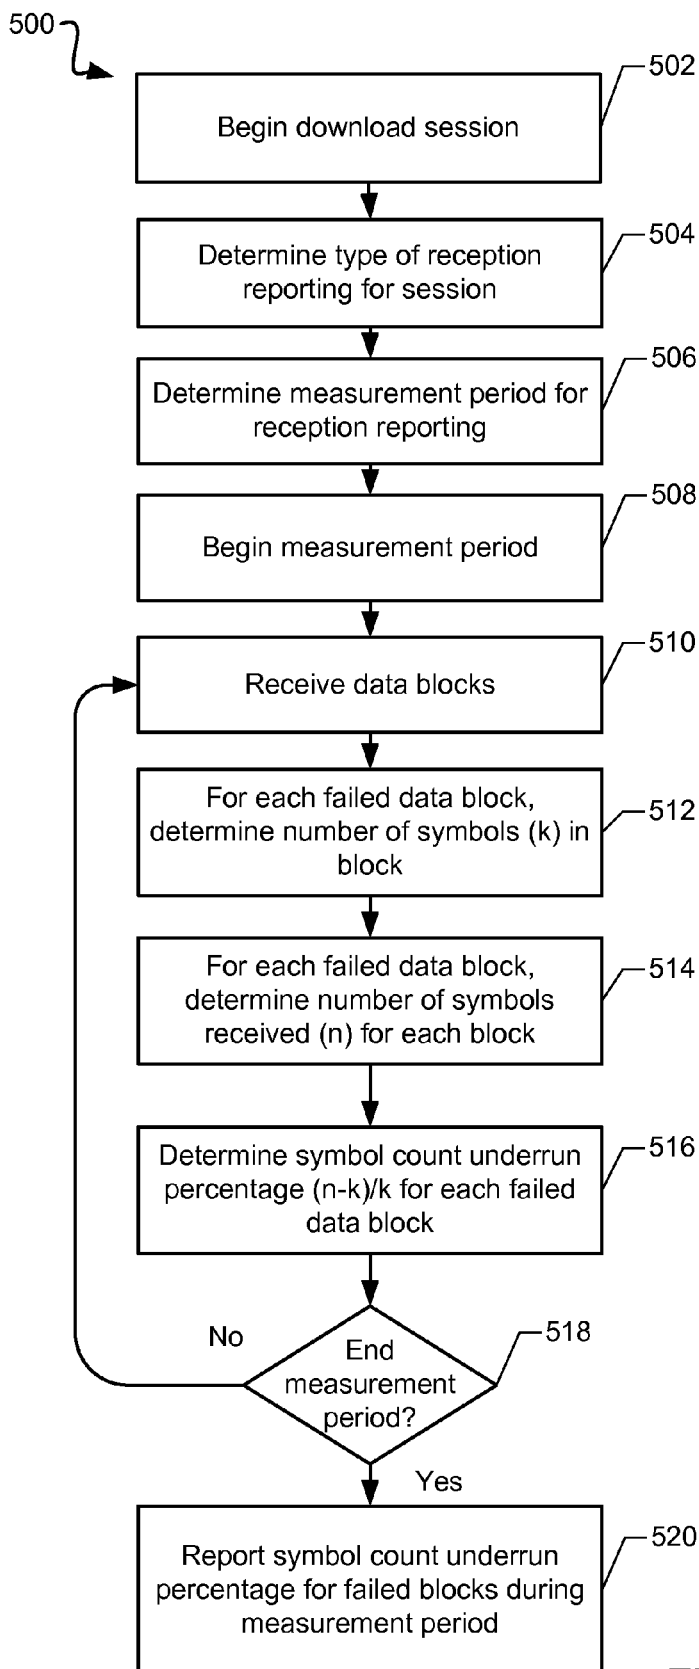 500
502
Begin download session
504
Determine type of reception
reporting for session
506
Determine measurement period for
reception reporting
508
Begin measurement period
510
Receive data blocks
512
For each failed data block,
determine number of symbols (k) in
block
514
For each failed data block,
determine number of symbols
received (n) for each block
516
Determine symbol count underrun
percentage (n-k)/k for each failed
data block
518
No
End
measurement
period?
Yes
520
Report symbol count underrun
percentage for failed blocks during
measurement period